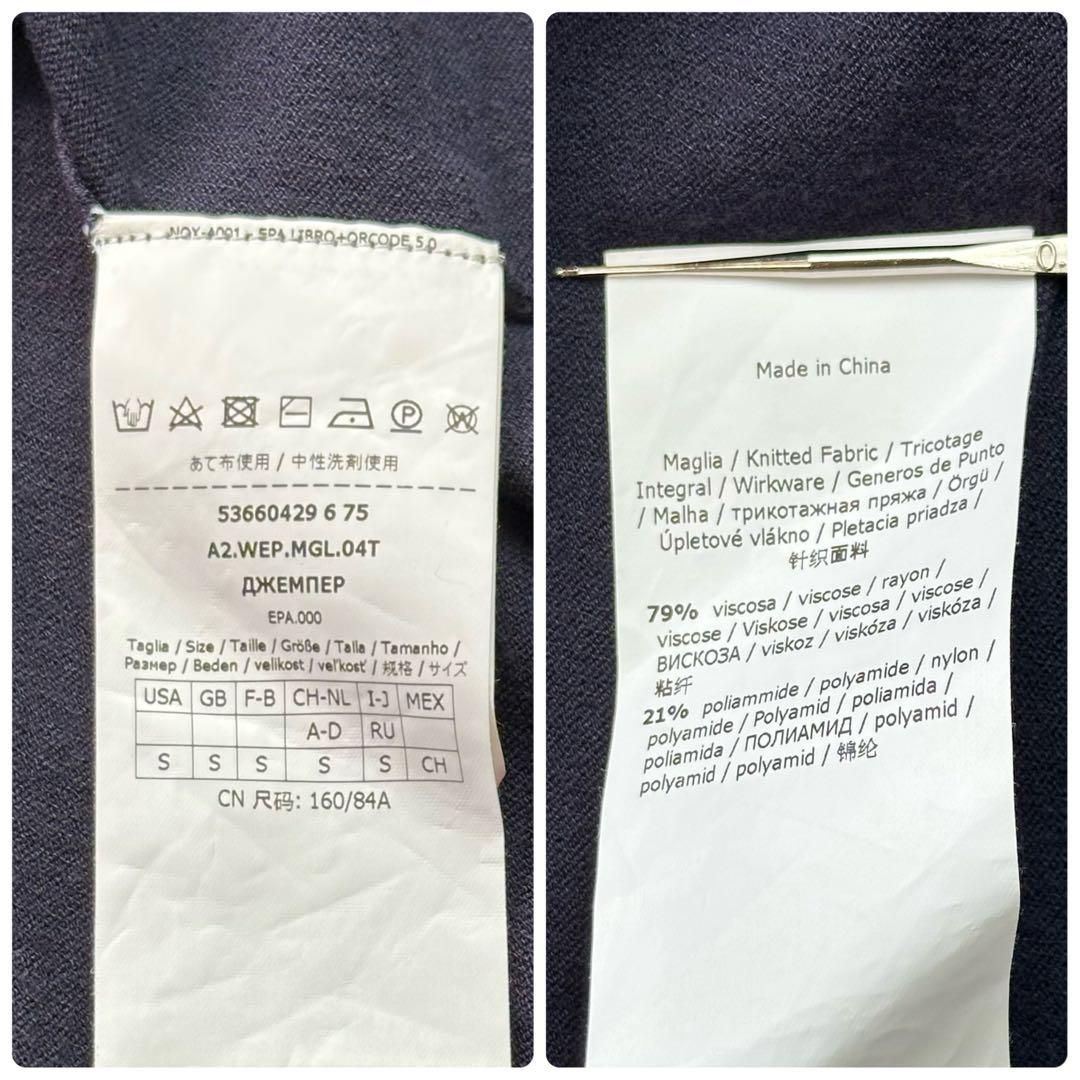 NQY-A001 - EPA LIBRO+QRCODE 5.0
あて布使用 / 中性洗剤使用
53660429 6 75
A2.WEP.MGL.04T
ДЖЕМПЕР
EPA.000
Taglia / Size / Taille / Größe / Talla / Tamanho /
Размер / Beden / velikost / veľkosť / 规格 / サイズ
USA GB F-B CH-NL I-J MEX
A-D RU
S S S S S CH
CN 尺码: 160/84A
Made in China
Maglia / Knitted Fabric / Tricotage
Integral / Wirkware / Generos de Punto
/ Malha / трикотажная пряжа / Örgü /
Úpletové vlákno / Pletacia priadza /
针织面料
79% viscosa / viscose / rayon /
viscose / Viskose / viscosa / viscose /
ВИСКОЗА / viskoz / viskóza / viskóza /
粘纤
21% poliammide / polyamide / nylon /
polyamide / Polyamid / poliamida /
poliamida / ПОЛИАМИД / polyamid /
polyamid / polyamid / 锦纶